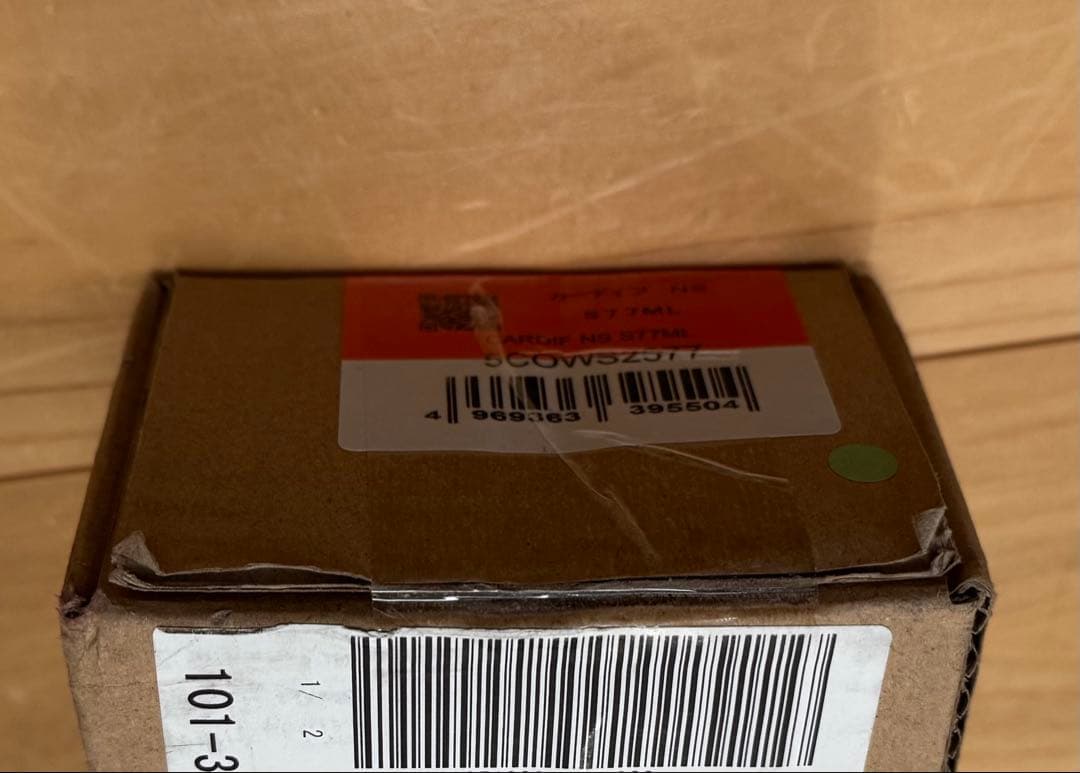 カーディフ NS
S77ML
CARDIF NS S77ML
5COWSZ577
4 969363 395504
1/ 2
101-3